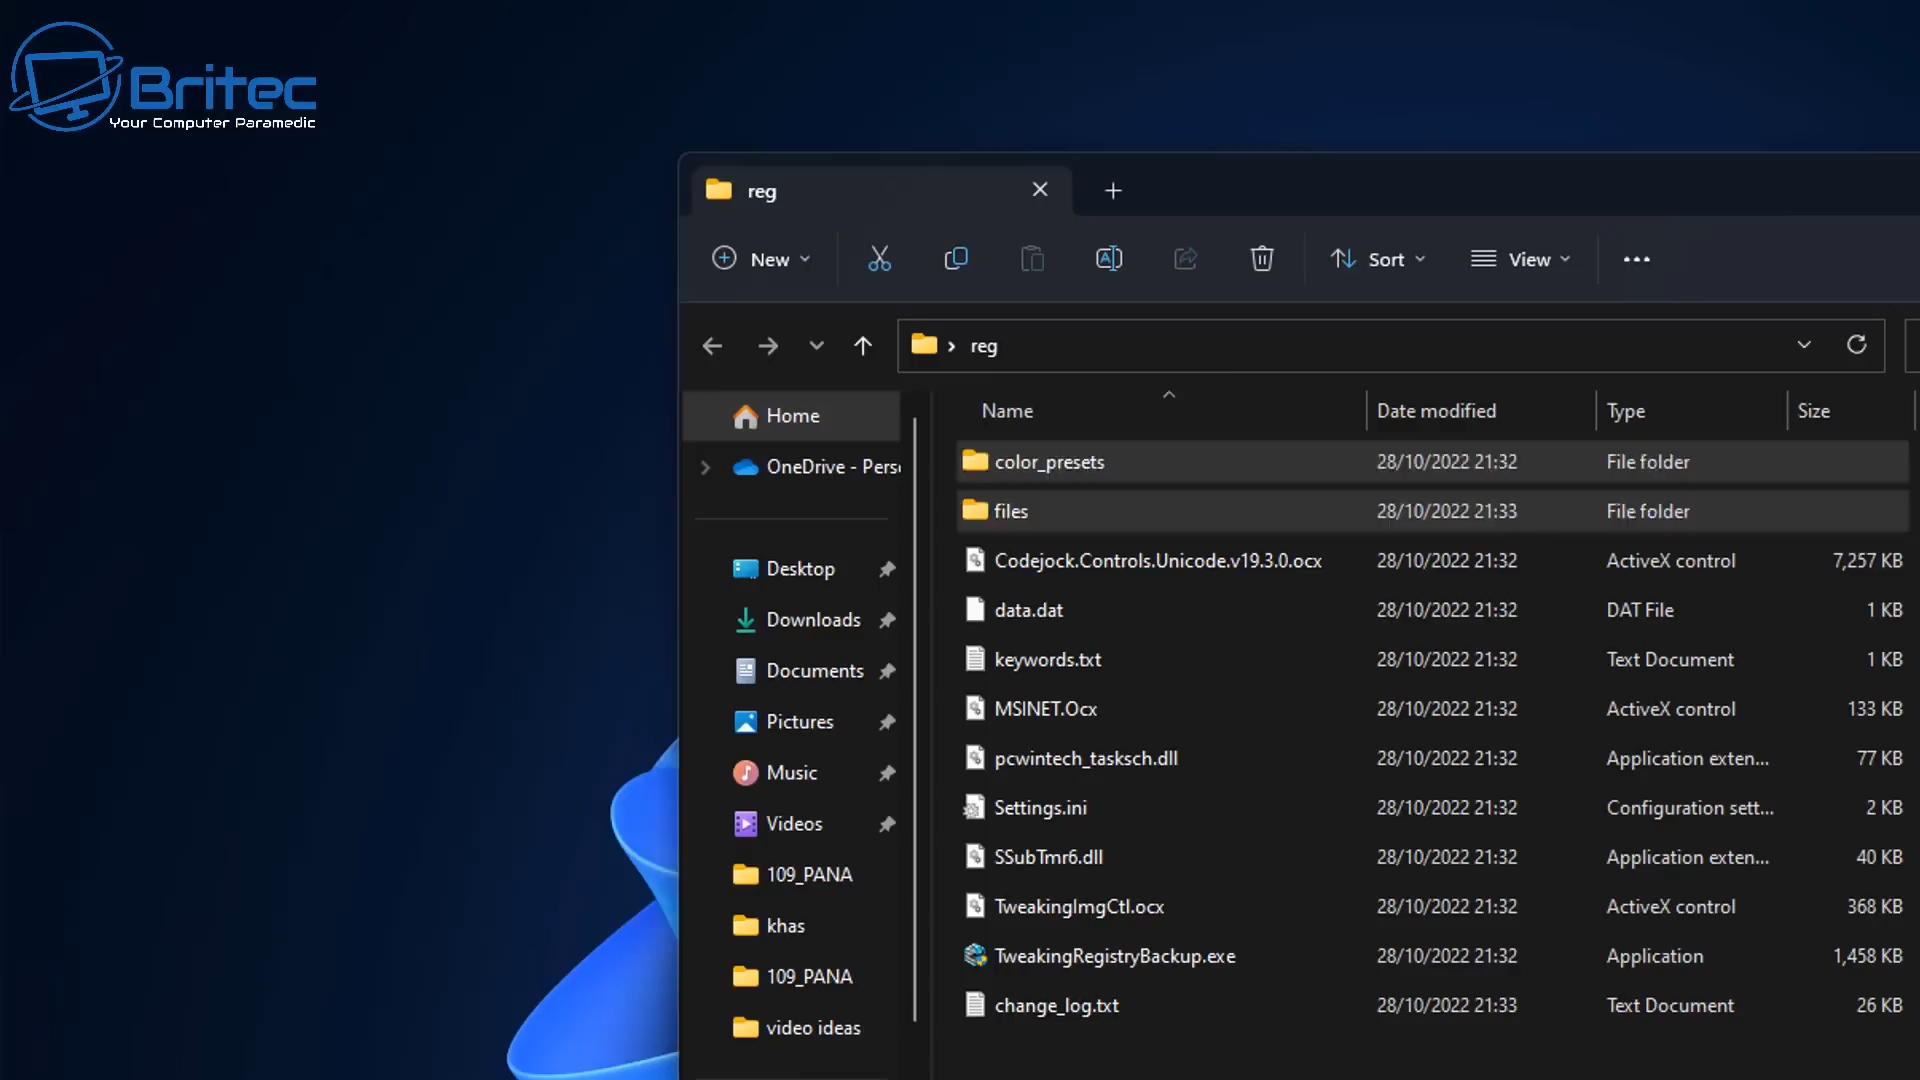 Britec
Your Computer Paramedic
reg
New
Sort
View
reg
Home
OneDrive - Pers
Desktop
Downloads
Documents
Pictures
Music
Videos
109_PANA
khas
109_PANA
video ideas
Name Date modified Type Size
color_presets 28/10/2022 21:32 File folder
files 28/10/2022 21:33 File folder
Codejock.Controls.Unicode.v19.3.0.ocx 28/10/2022 21:32 ActiveX control 7,257 KB
data.dat 28/10/2022 21:32 DAT File 1 KB
keywords.txt 28/10/2022 21:32 Text Document 1 KB
MSINET.Ocx 28/10/2022 21:32 ActiveX control 133 KB
pcwintech_tasksch.dll 28/10/2022 21:32 Application exten... 77 KB
Settings.ini 28/10/2022 21:32 Configuration sett... 2 KB
SSubTmr6.dll 28/10/2022 21:32 Application exten... 40 KB
TweakingImgCtl.ocx 28/10/2022 21:32 ActiveX control 368 KB
TweakingRegistryBackup.exe 28/10/2022 21:32 Application 1,458 KB
change_log.txt 28/10/2022 21:33 Text Document 26 KB